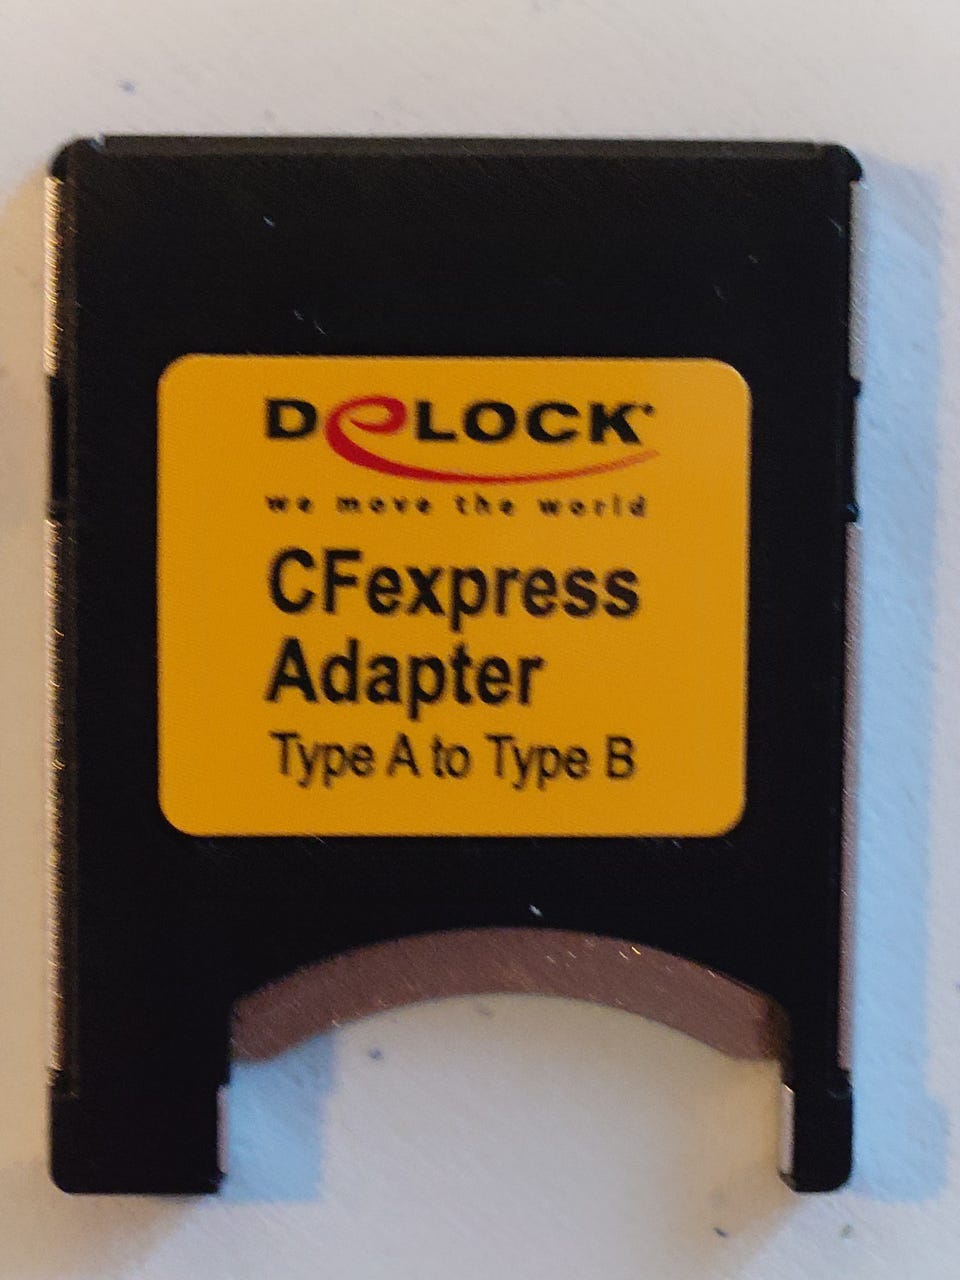 DeLOCK
we move the world
CFexpress
Adapter
Type A to Type B